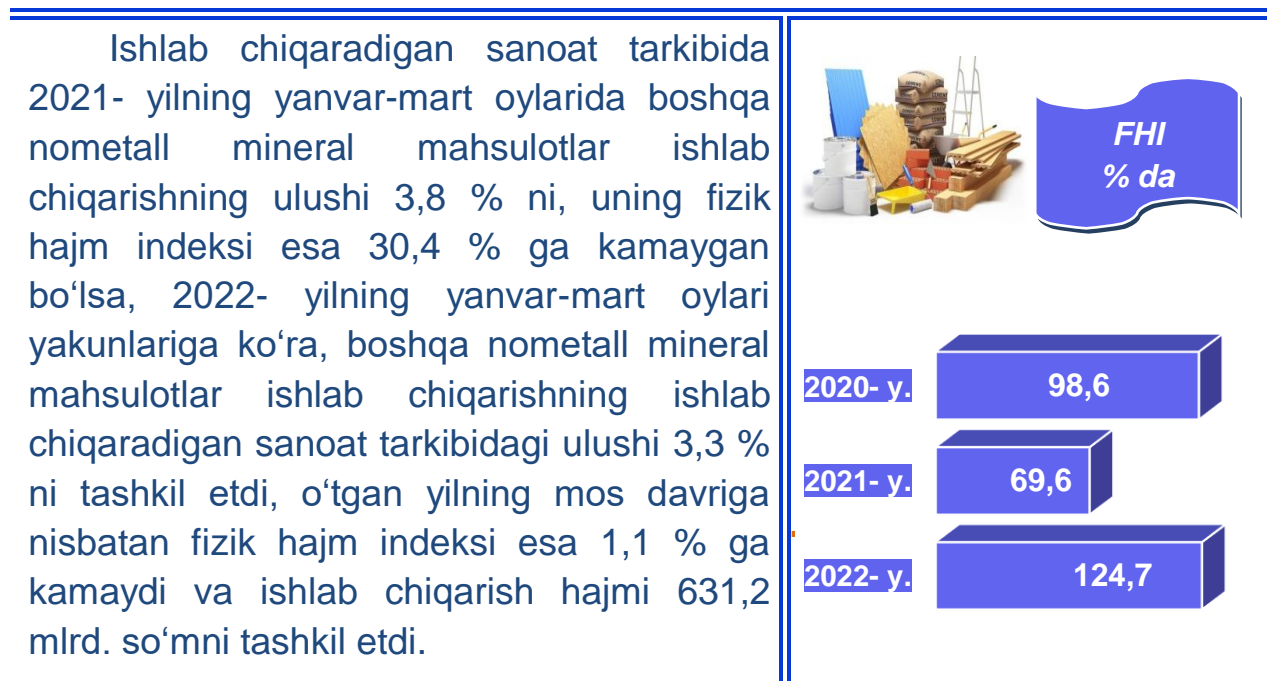 Ishlab chiqaradigan sanoat tarkibida
2021- yilning yanvar-mart oylarida boshqa
nometall mineral mahsulotlar ishlab
chiqarishning ulushi 3,8 % ni, uning fizik
hajm indeksi esa 30,4 % ga kamaygan
bo‘lsa, 2022- yilning yanvar-mart oylari
yakunlariga ko‘ra, boshqa nometall mineral
mahsulotlar ishlab chiqarishning ishlab
chiqaradigan sanoat tarkibidagi ulushi 3,3 %
ni tashkil etdi, o‘tgan yilning mos davriga
nisbatan fizik hajm indeksi esa 1,1 % ga
kamaydi va ishlab chiqarish hajmi 631,2
mlrd. so‘mni tashkil etdi.
FHI
% da
2020- y. 98,6
2021- y. 69,6
2022- y. 124,7